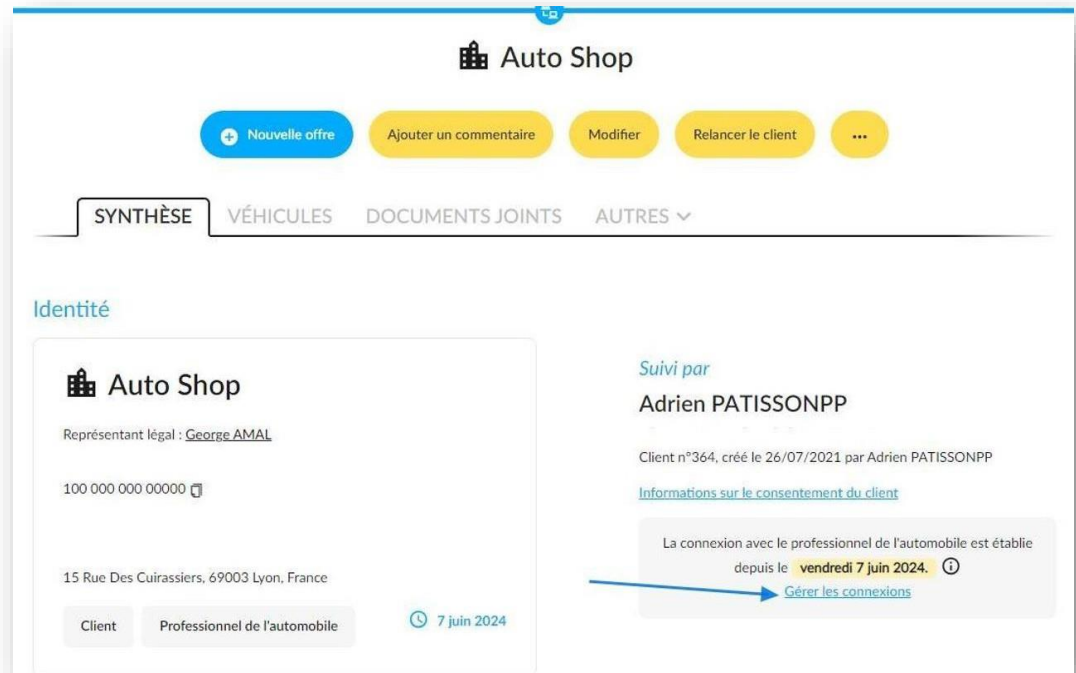 Auto Shop
Nouvelle offre
Ajouter un commentaire
Modifier
Relancer le client
...
SYNTHÈSE
VÉHICULES
DOCUMENTS JOINTS
AUTRES
Identité
Auto Shop
Représentant légal : George AMAL
100 000 000 00000
15 Rue Des Cuirassiers, 69003 Lyon, France
Client
Professionnel de l'automobile
7 juin 2024
Suivi par
Adrien PATISSONPP
Client n°364, créé le 26/07/2021 par Adrien PATISSONPP
Informations sur le consentement du client
La connexion avec le professionnel de l'automobile est établie
depuis le vendredi 7 juin 2024.
Gérer les connexions